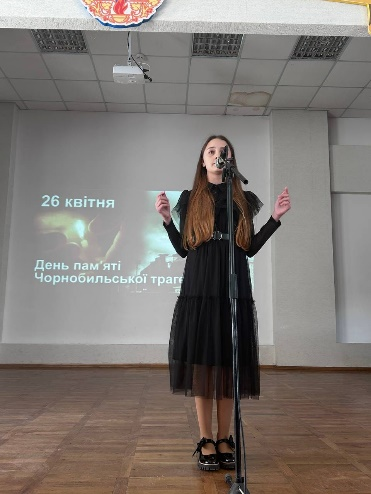 26 квітня
День пам'яті
Чорнобильської